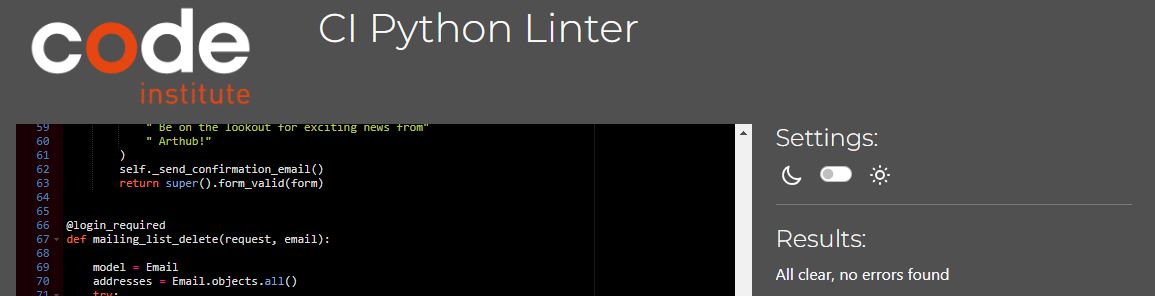 code
institute
CI Python Linter
59 " Be on the lookout for exciting news from"
60 " Arthub!"
61 )
62 self._send_confirmation_email()
63 return super().form_valid(form)
64
65
66 @login_required
67 def mailing_list_delete(request, email):
68
69 model = Email
70 addresses = Email.objects.all()
71 try:
Settings:
Results:
All clear, no errors found